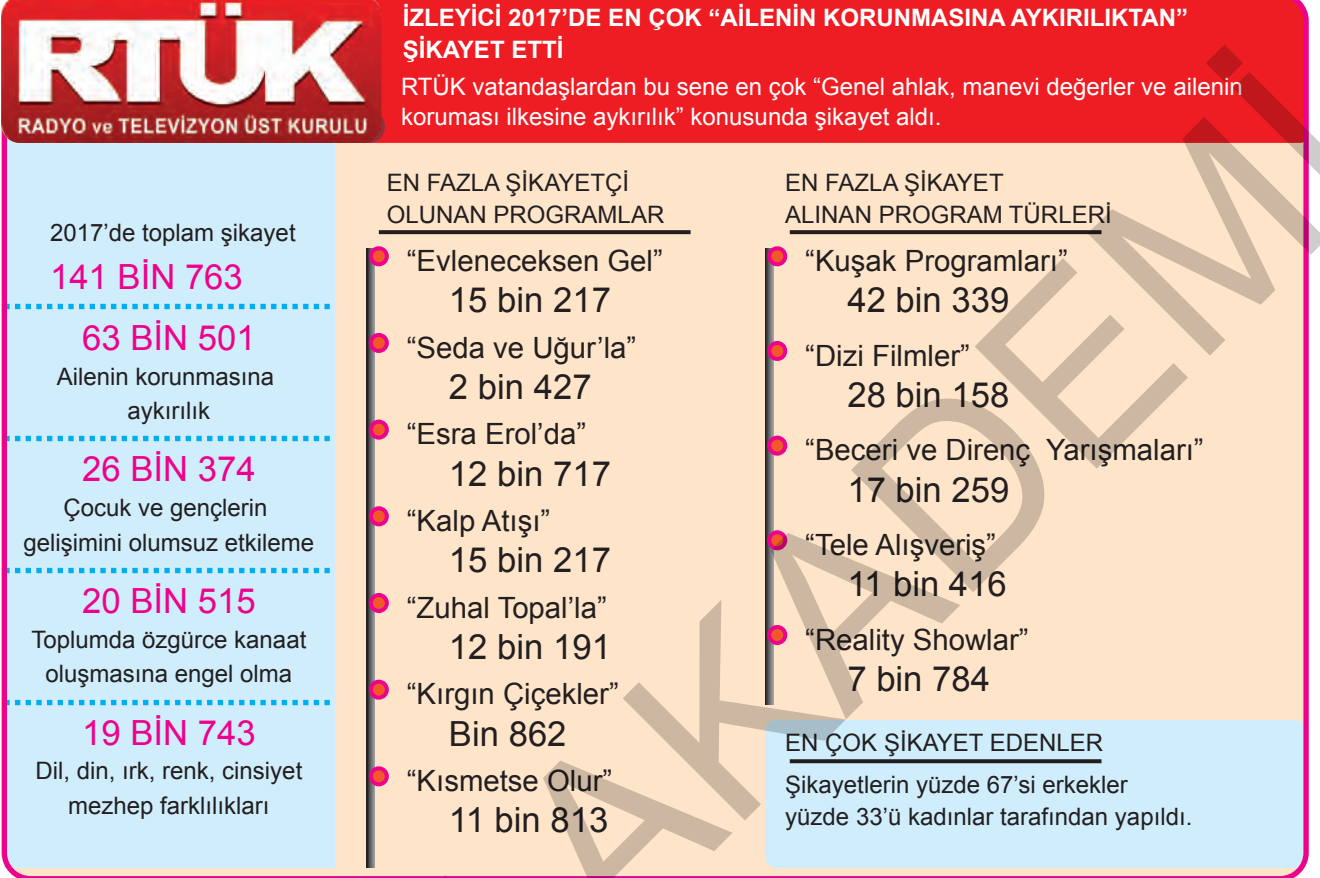 RTÜK
RADYO ve TELEVİZYON ÜST KURULU
İZLEYİCİ 2017'DE EN ÇOK “AİLENİN KORUNMASINA AYKIRILIKTAN”
ŞİKAYET ETTİ
RTÜK vatandaşlardan bu sene en çok “Genel ahlak, manevi değerler ve ailenin
koruması ilkesine aykırılık” konusunda şikayet aldı.
2017’de toplam şikayet
141 BİN 763
63 BİN 501
Ailenin korunmasına
aykırılık
26 BİN 374
Çocuk ve gençlerin
gelişimini olumsuz etkileme
20 BİN 515
Toplumda özgürce kanaat
oluşmasına engel olma
19 BİN 743
Dil, din, ırk, renk, cinsiyet
mezhep farklılıkları
EN FAZLA ŞİKAYETÇİ
OLUNAN PROGRAMLAR
“Evleneceksen Gel”
15 bin 217
“Seda ve Uğur’la”
2 bin 427
“Esra Erol’da”
12 bin 717
“Kalp Atışı”
15 bin 217
“Zuhal Topal’la”
12 bin 191
“Kırgın Çiçekler”
Bin 862
“Kısmetse Olur”
11 bin 813
EN FAZLA ŞİKAYET
ALINAN PROGRAM TÜRLERİ
“Kuşak Programları”
42 bin 339
“Dizi Filmler”
28 bin 158
“Beceri ve Direnç Yarışmaları”
17 bin 259
“Tele Alışveriş”
11 bin 416
“Reality Showlar”
7 bin 784
EN ÇOK ŞİKAYET EDENLER
Şikayetlerin yüzde 67’si erkekler
yüzde 33’ü kadınlar tarafından yapıldı.
AKADEMİ